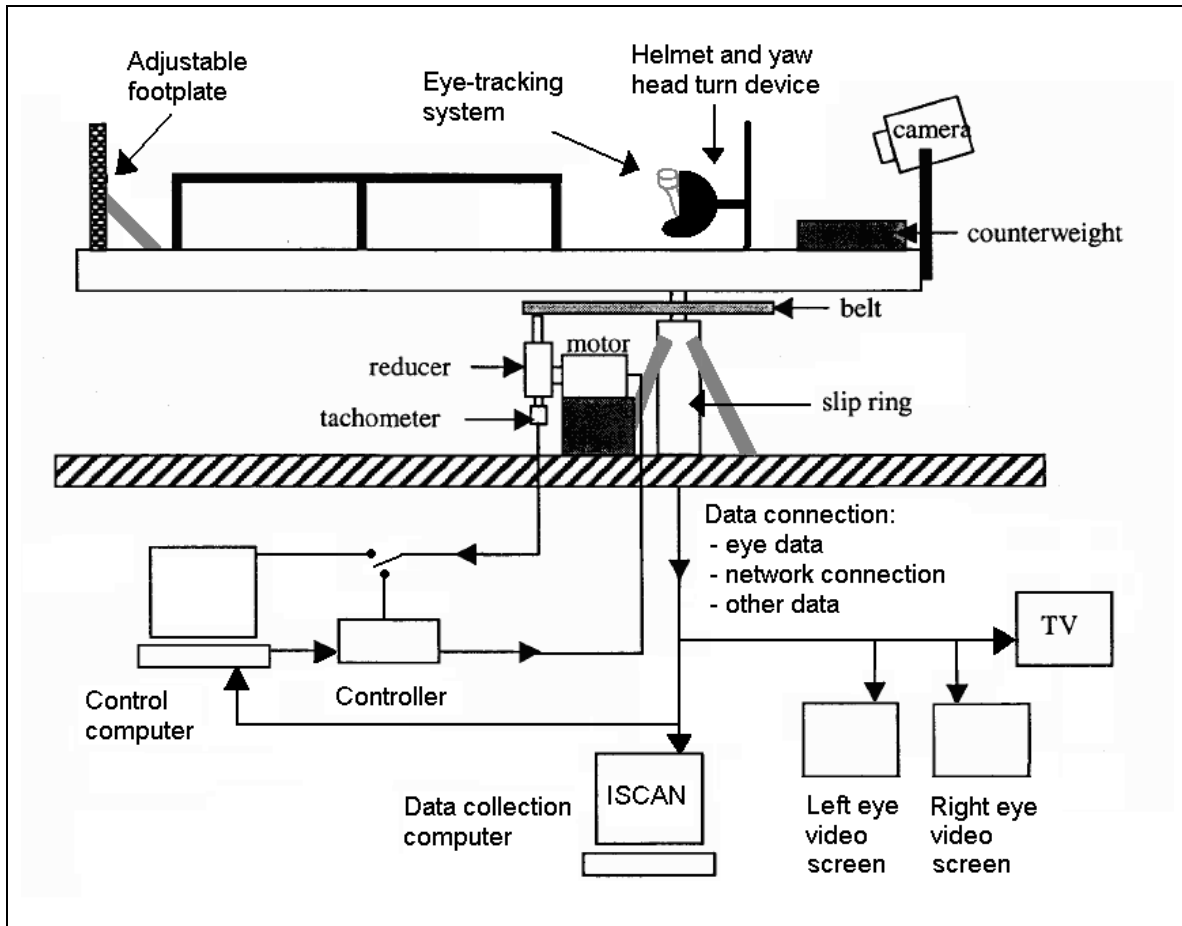 Adjustable
footplate
Eye-tracking
system
Helmet and yaw
head turn device
camera
counterweight
belt
motor
reducer
tachometer
slip ring
Data connection:
- eye data
- network connection
- other data
TV
Control
computer
Controller
ISCAN
Data collection
computer
Left eye
video
screen
Right eye
video
screen